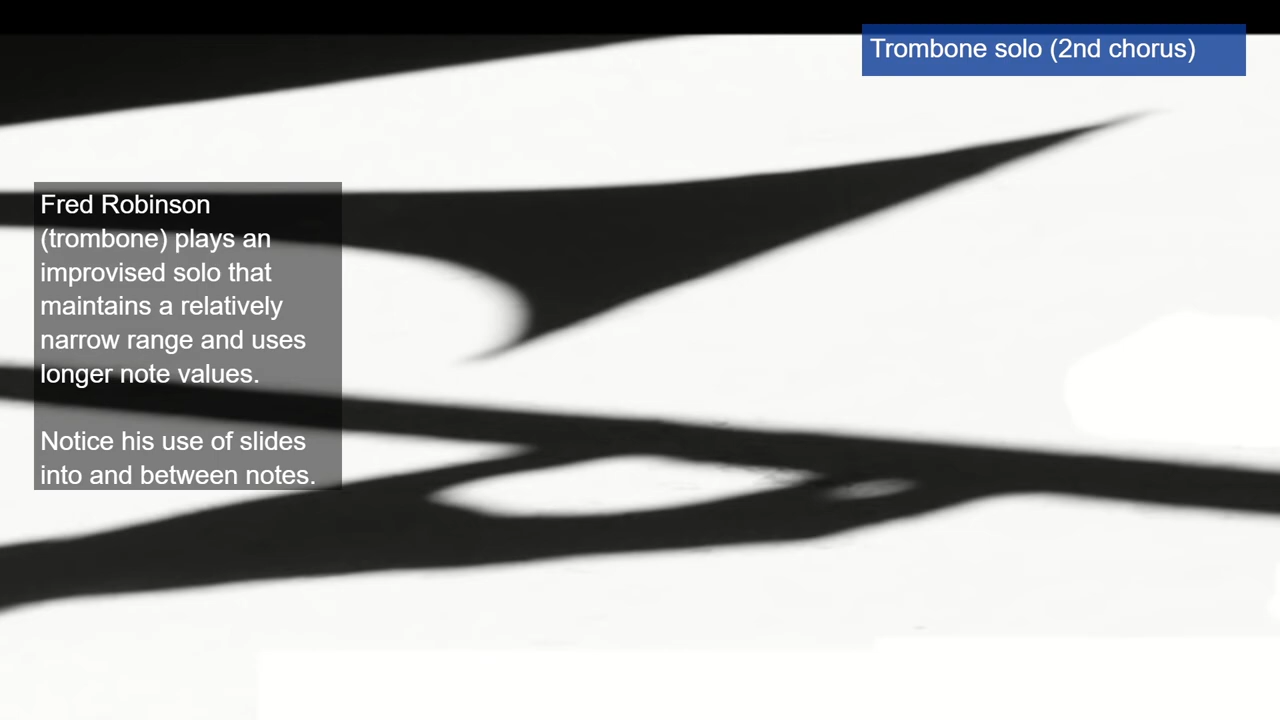 Trombone solo (2nd chorus)
Fred Robinson
(trombone) plays an
improvised solo that
maintains a relatively
narrow range and uses
longer note values.
Notice his use of slides
into and between notes.